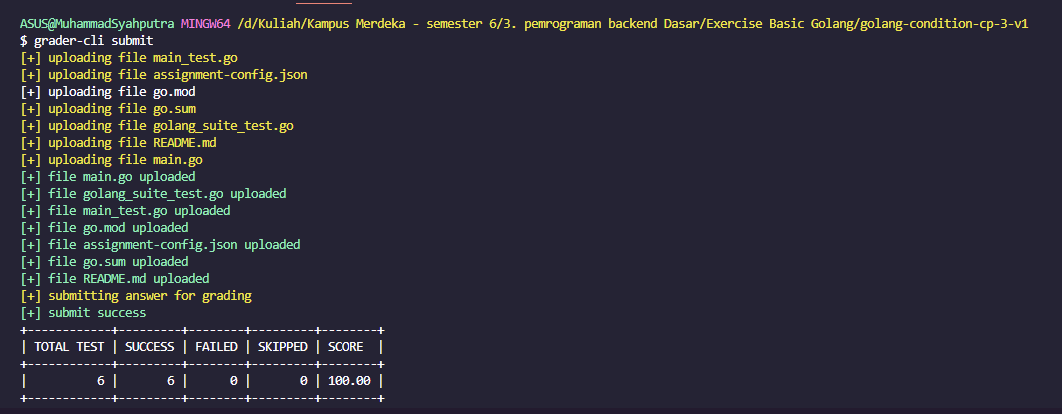 ASUS@MuhammadSyahputra MINGW64 /d/Kuliah/Kampus Merdeka - semester 6/3. pemrograman backend Dasar/Exercise Basic Golang/golang-condition-cp-3-v1
$ grader-cli submit
[+] uploading file main_test.go
[+] uploading file assignment-config.json
[+] uploading file go.mod
[+] uploading file go.sum
[+] uploading file golang_suite_test.go
[+] uploading file README.md
[+] uploading file main.go
[+] file main.go uploaded
[+] file golang_suite_test.go uploaded
[+] file main_test.go uploaded
[+] file go.mod uploaded
[+] file assignment-config.json uploaded
[+] file go.sum uploaded
[+] file README.md uploaded
[+] submitting answer for grading
[+] submit success
+------------+---------+--------+---------+--------+
| TOTAL TEST | SUCCESS | FAILED | SKIPPED | SCORE  |
+------------+---------+--------+---------+--------+
|          6 |       6 |      0 |       0 | 100.00 |
+------------+---------+--------+---------+--------+